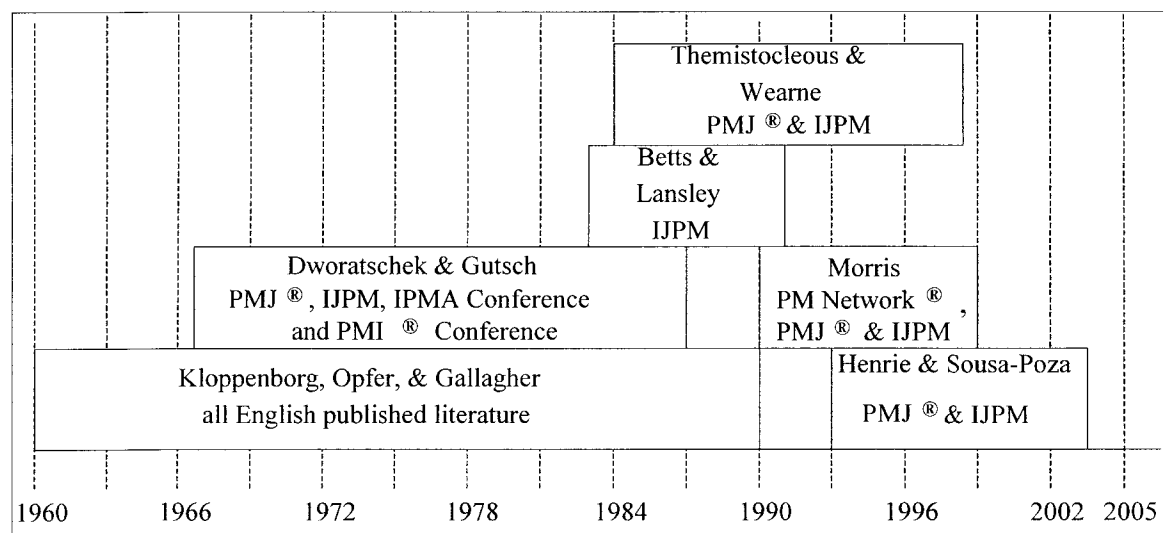 Themistocleous &
Wearne
PMJ ® & IJPM
Betts &
Lansley
IJPM
Dworatschek & Gutsch
PMJ ®, IJPM, IPMA Conference
and PMI ® Conference
Morris
PM Network ®,
PMJ ® & IJPM
Kloppenborg, Opfer, & Gallagher
all English published literature
Henrie & Sousa-Poza
PMJ ® & IJPM
1960 1966 1972 1978 1984 1990 1996 2002 2005